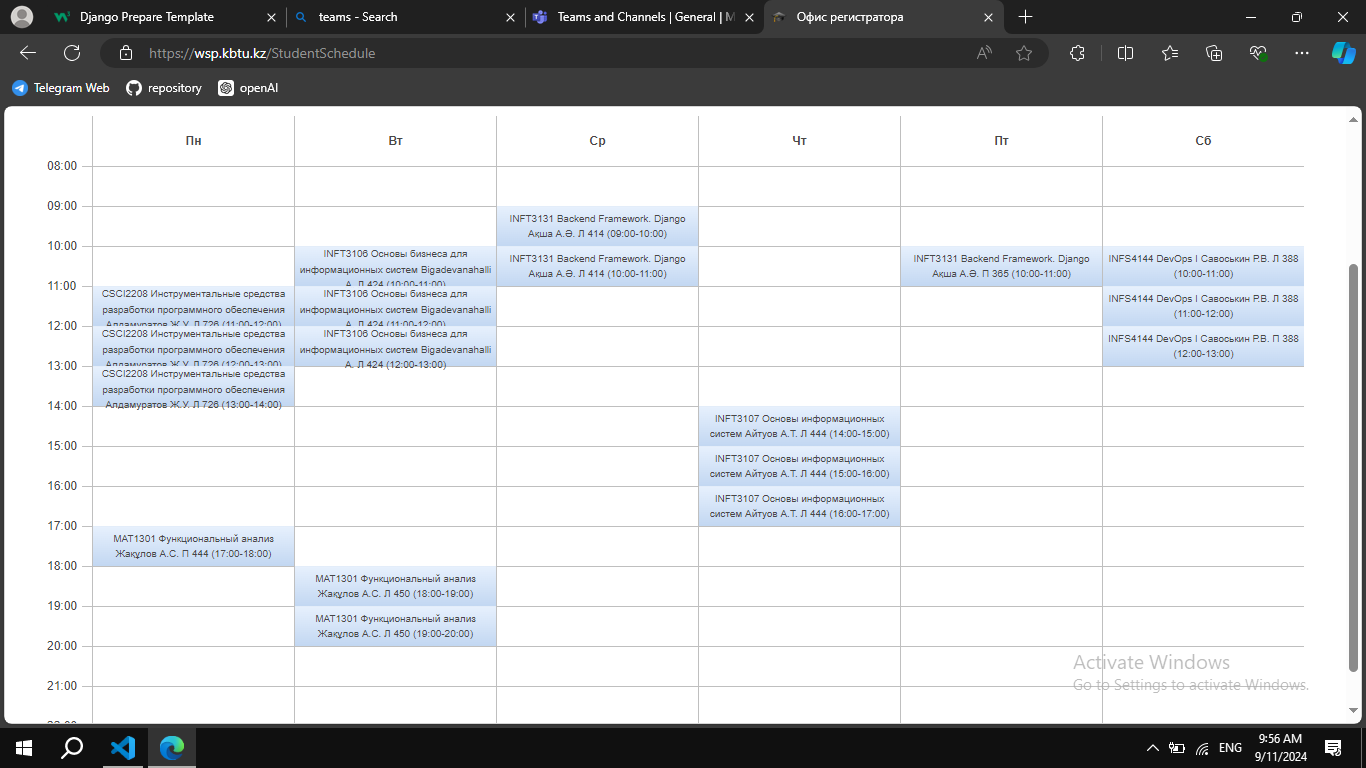 Django Prepare Template
teams - Search
Teams and Channels | General | M
Офис регистратора
https://wsp.kbtu.kz/StudentSchedule
Telegram Web
repository
openAI
Пн
Вт
Ср
Чт
Пт
Сб
08:00
09:00
INFT3131 Backend Framework. Django
Ақша А.Ә. Л 414 (09:00-10:00)
10:00
INFT3106 Основы бизнеса для
информационных систем Bigadevanahalli
А. Л 424 (10:00-11:00)
INFT3131 Backend Framework. Django
Ақша А.Ә. Л 414 (10:00-11:00)
INFT3131 Backend Framework. Django
Ақша А.Ә. П 365 (10:00-11:00)
INFS4144 DevOps I Савоськин Р.В. Л 388
(10:00-11:00)
11:00
CSCI2208 Инструментальные средства
разработки программного обеспечения
Алдамуратов Ж.У. Л 726 (11:00-12:00)
INFT3106 Основы бизнеса для
информационных систем Bigadevanahalli
А. Л 424 (11:00-12:00)
INFS4144 DevOps I Савоськин Р.В. Л 388
(11:00-12:00)
12:00
CSCI2208 Инструментальные средства
разработки программного обеспечения
Алдамуратов Ж.У. Л 726 (12:00-13:00)
INFT3106 Основы бизнеса для
информационных систем Bigadevanahalli
А. Л 424 (12:00-13:00)
INFS4144 DevOps I Савоськин Р.В. П 388
(12:00-13:00)
13:00
CSCI2208 Инструментальные средства
разработки программного обеспечения
Алдамуратов Ж.У. Л 726 (13:00-14:00)
14:00
INFT3107 Основы информационных
систем Айтуов А.Т. Л 444 (14:00-15:00)
15:00
INFT3107 Основы информационных
систем Айтуов А.Т. Л 444 (15:00-16:00)
16:00
INFT3107 Основы информационных
систем Айтуов А.Т. Л 444 (16:00-17:00)
17:00
MAT1301 Функциональный анализ
Жақұлов А.С. П 444 (17:00-18:00)
18:00
MAT1301 Функциональный анализ
Жақұлов А.С. Л 450 (18:00-19:00)
19:00
MAT1301 Функциональный анализ
Жақұлов А.С. Л 450 (19:00-20:00)
20:00
21:00
22:00
Activate Windows
Go to Settings to activate Windows.
ENG
9:56 AM
9/11/2024